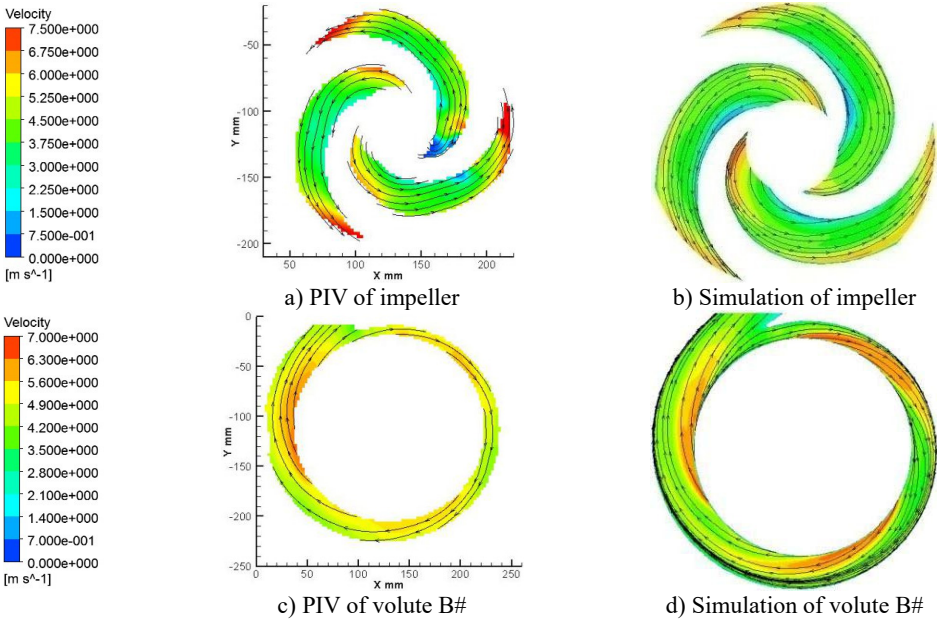 Velocity
7.500e+000
6.750e+000
6.000e+000
5.250e+000
4.500e+000
3.750e+000
3.000e+000
2.250e+000
1.500e+000
7.500e-001
0.000e+000
[m s^-1]
-50
-100
-150
-200
Y mm
50 100 150 200
X mm
a) PIV of impeller
b) Simulation of impeller
Velocity
7.000e+000
6.300e+000
5.600e+000
4.900e+000
4.200e+000
3.500e+000
2.800e+000
2.100e+000
1.400e+000
7.000e-001
0.000e+000
[m s^-1]
0
-50
-100
-150
-200
-250
Y mm
0 50 100 150 200 250
X mm
c) PIV of volute B#
d) Simulation of volute B#